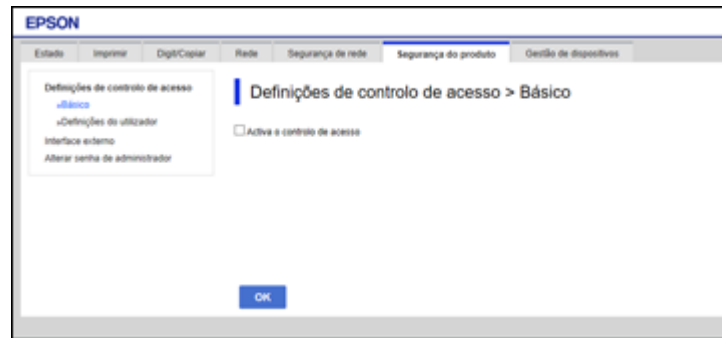 EPSON
Estado Imprimir Digit/Copiar Rede Segurança de rede Segurança do produto Gestão de dispositivos
Definições de controlo de acesso
»Básico
»Definições do utilizador
Interface externo
Alterar senha de administrador
Definições de controlo de acesso > Básico
Activa o controlo de acesso
OK